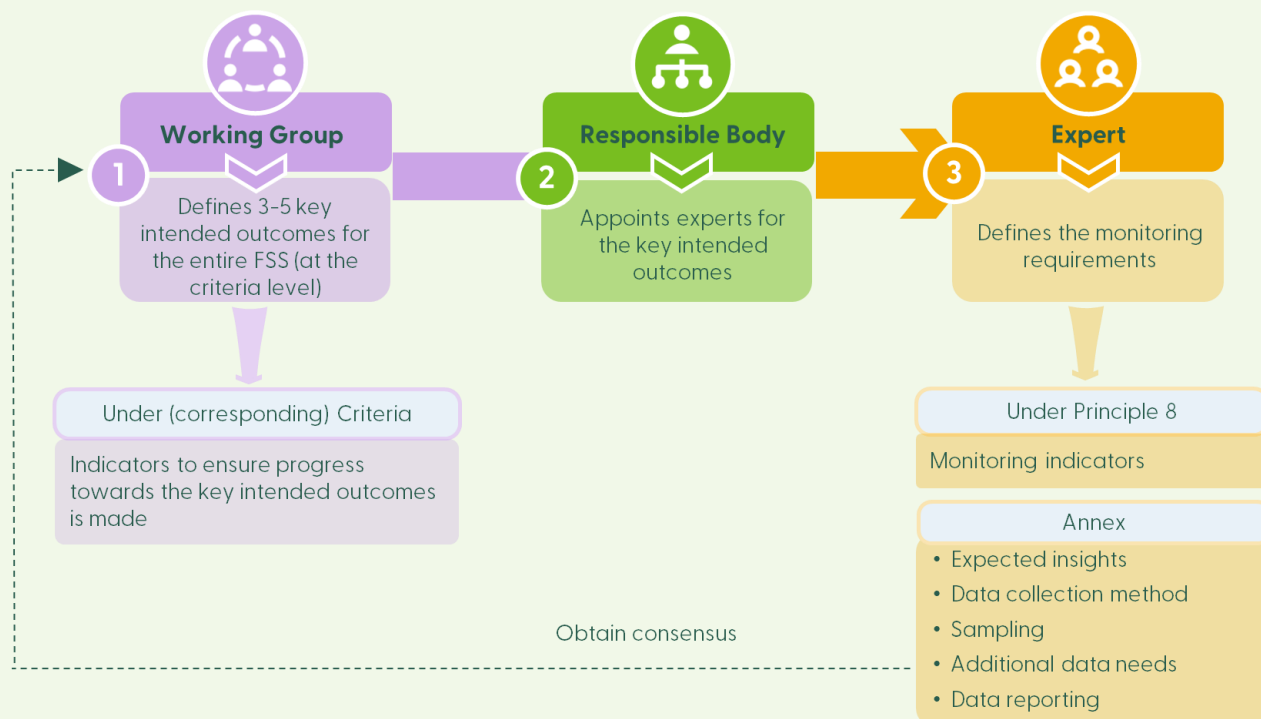 Working Group
1
Defines 3-5 key
intended outcomes for
the entire FSS (at the
criteria level)
Responsible Body
2
Appoints experts for
the key intended
outcomes
Expert
3
Defines the monitoring
requirements
Under (corresponding) Criteria
Indicators to ensure progress
towards the key intended outcomes
is made
Under Principle 8
Monitoring indicators
Annex
• Expected insights
• Data collection method
• Sampling
• Additional data needs
• Data reporting
Obtain consensus